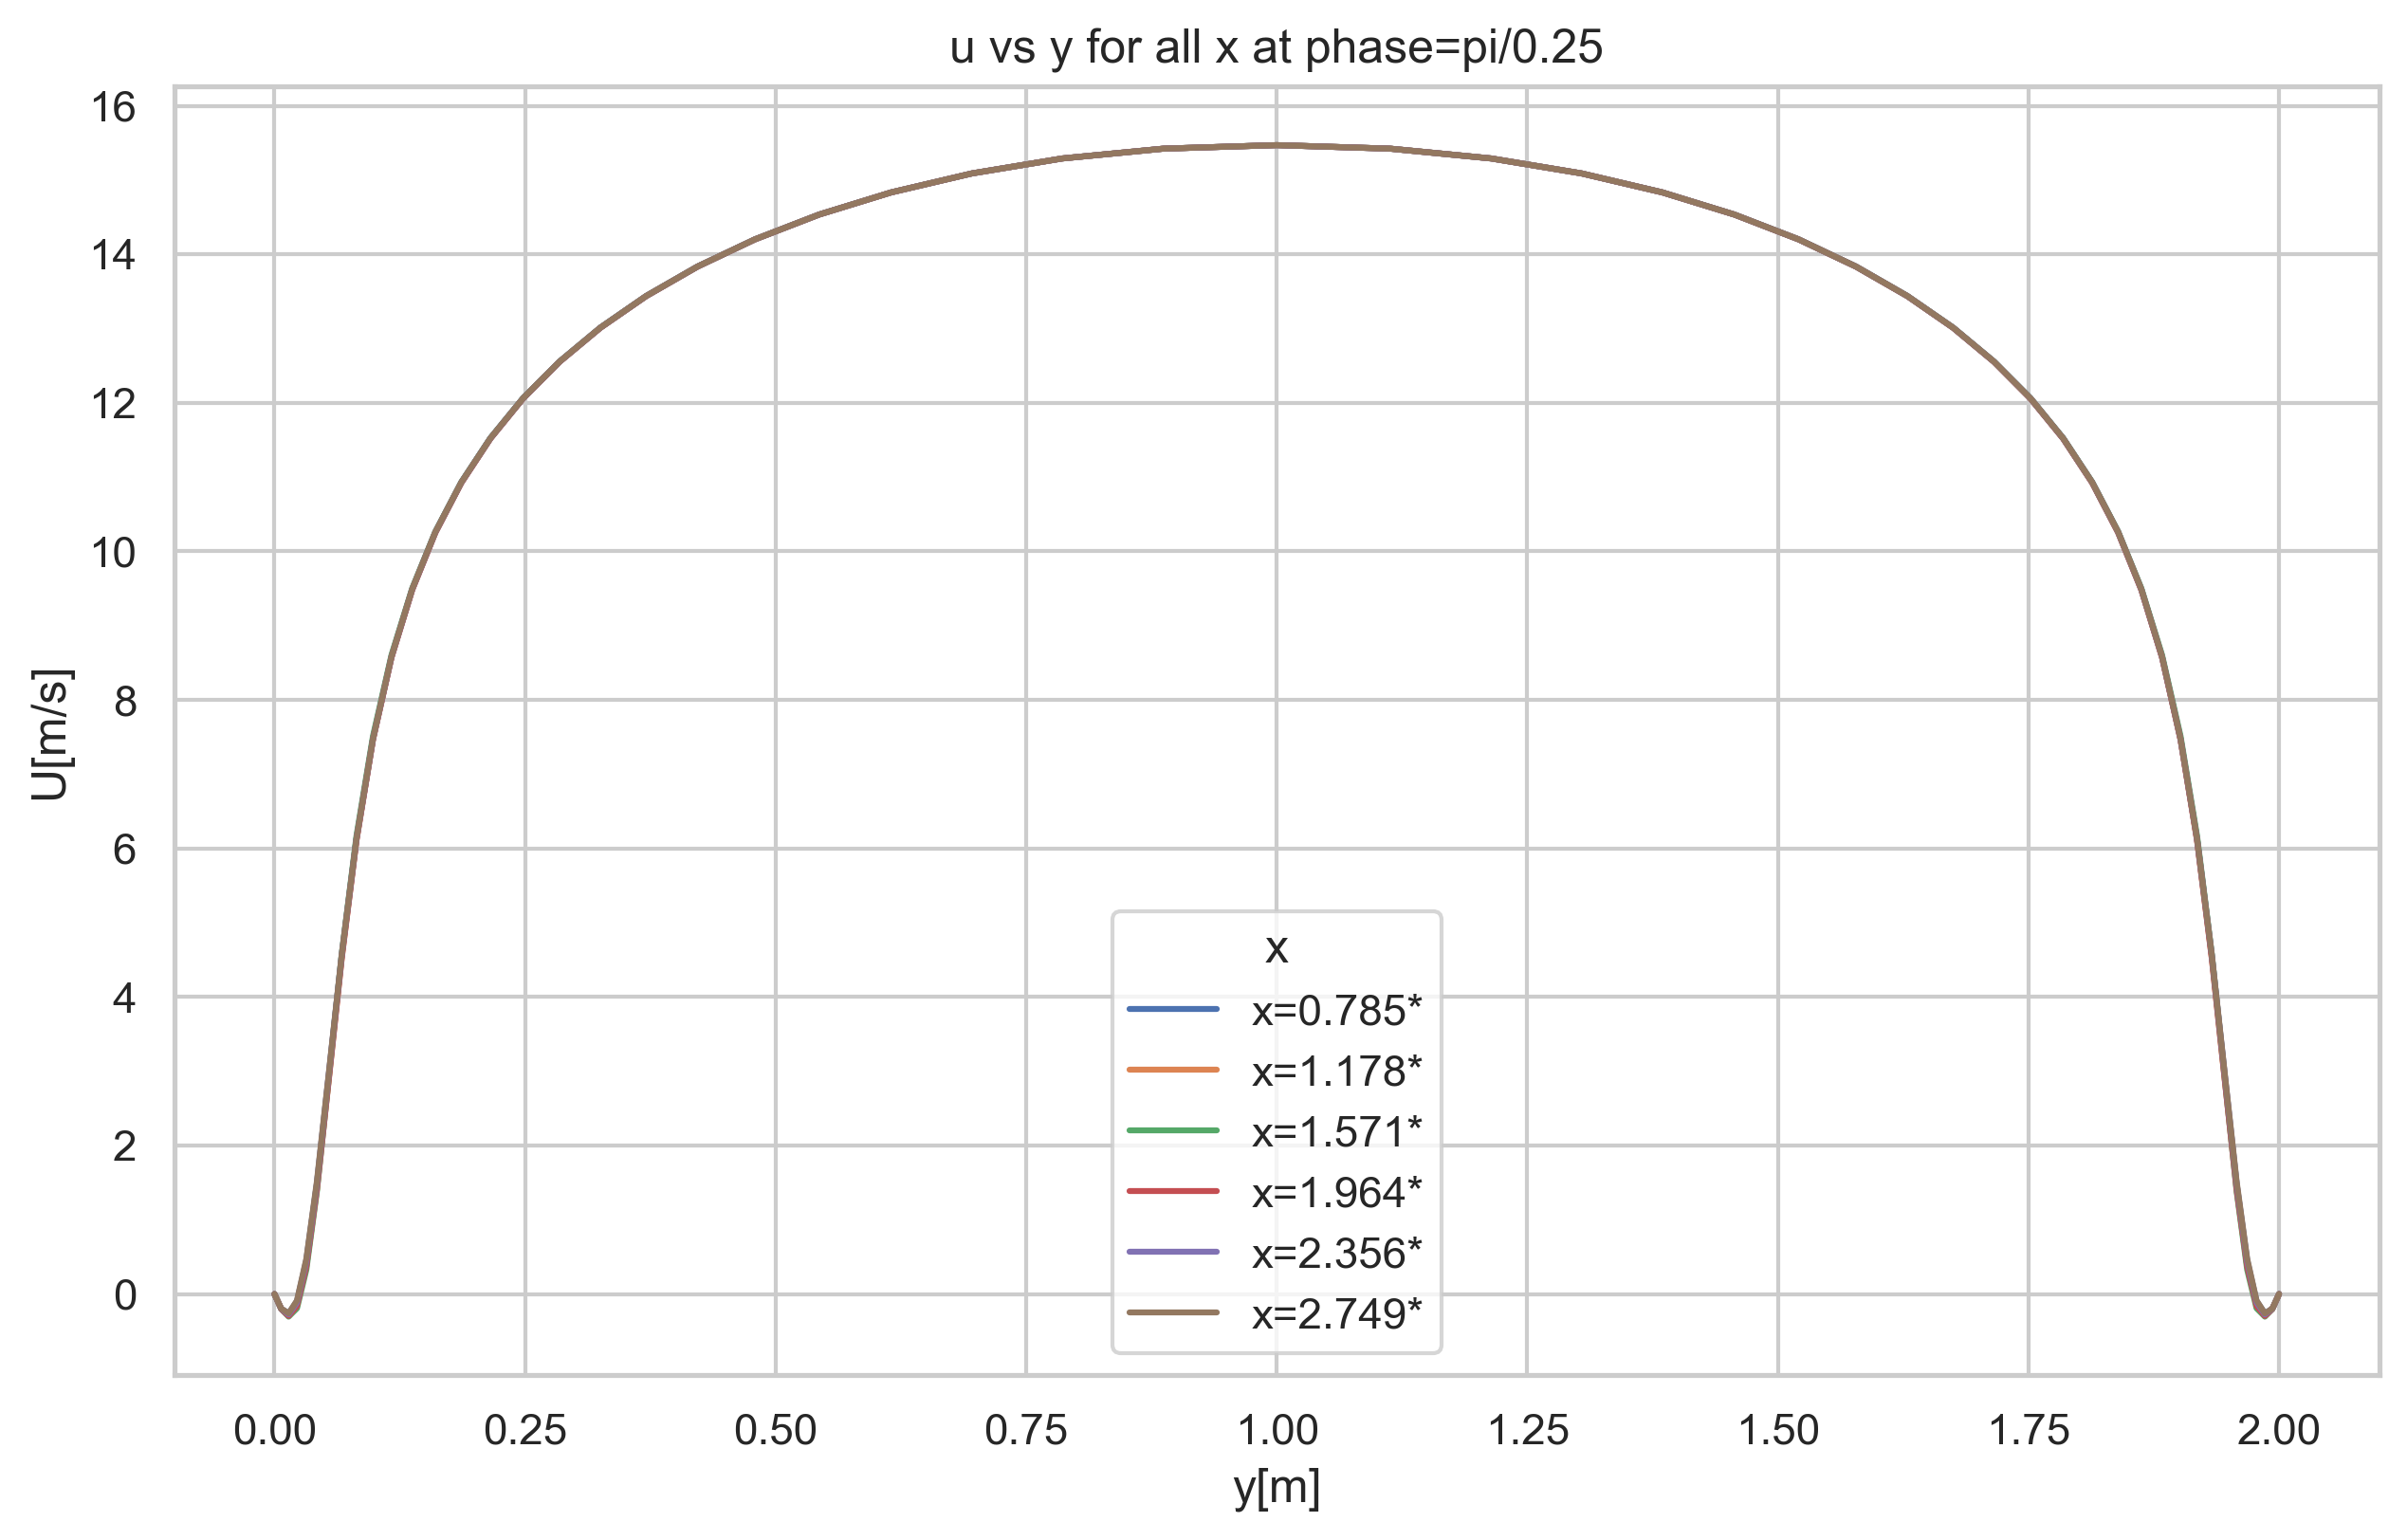 u vs y for all x at phase=pi/0.25
16
14
12
10
8
6
4
2
0
U[m/s]
x
x=0.785*
x=1.178*
x=1.571*
x=1.964*
x=2.356*
x=2.749*
0.00 0.25 0.50 0.75 1.00 1.25 1.50 1.75 2.00
y[m]